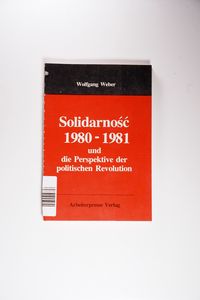 Wolfgang Weber
Solidarność
1980 - 1981
und
die Perspektive der
politischen Revolution
Arbeiterpresse Verlag